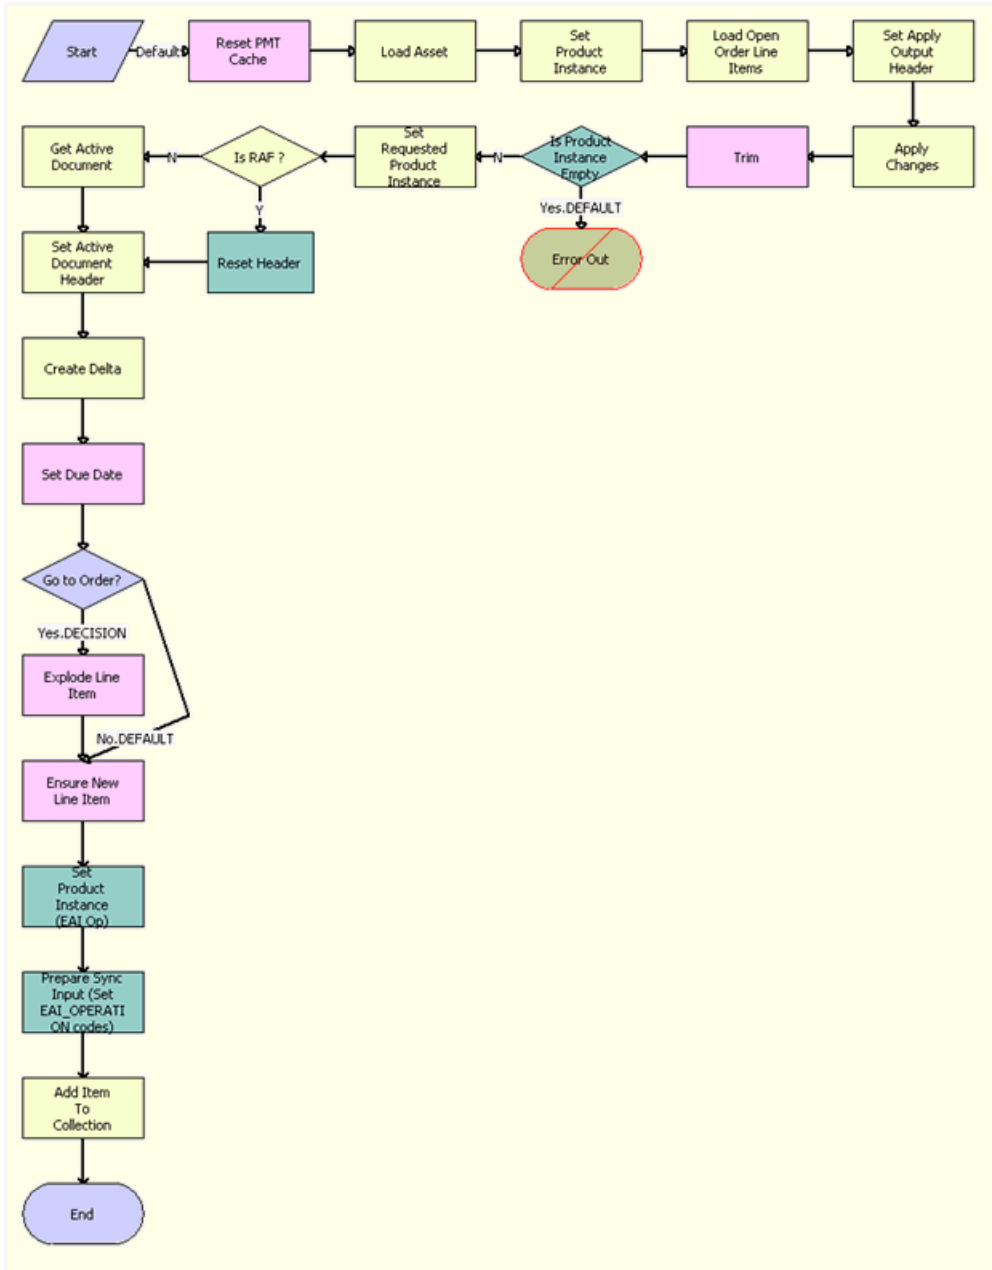 Start
Default
Reset PMT
Cache
Load Asset
Set
Product
Instance
Load Open
Order Line
Items
Set Apply
Output
Header
Get Active
Document
N
Is RAF ?
Set
Requested
Product
Instance
N
Is Product
Instance
Empty
Trim
Apply
Changes
Y
Yes.DEFAULT
Set Active
Document
Header
Reset Header
Error Out
Create Delta
Set Due Date
Go to Order?
Yes.DECISION
Explode Line
Item
No.DEFAULT
Ensure New
Line Item
Set
Product
Instance
(EAI Op)
Prepare Sync
Input (Set
EAI_OPERATI
ON codes)
Add Item
To
Collection
End